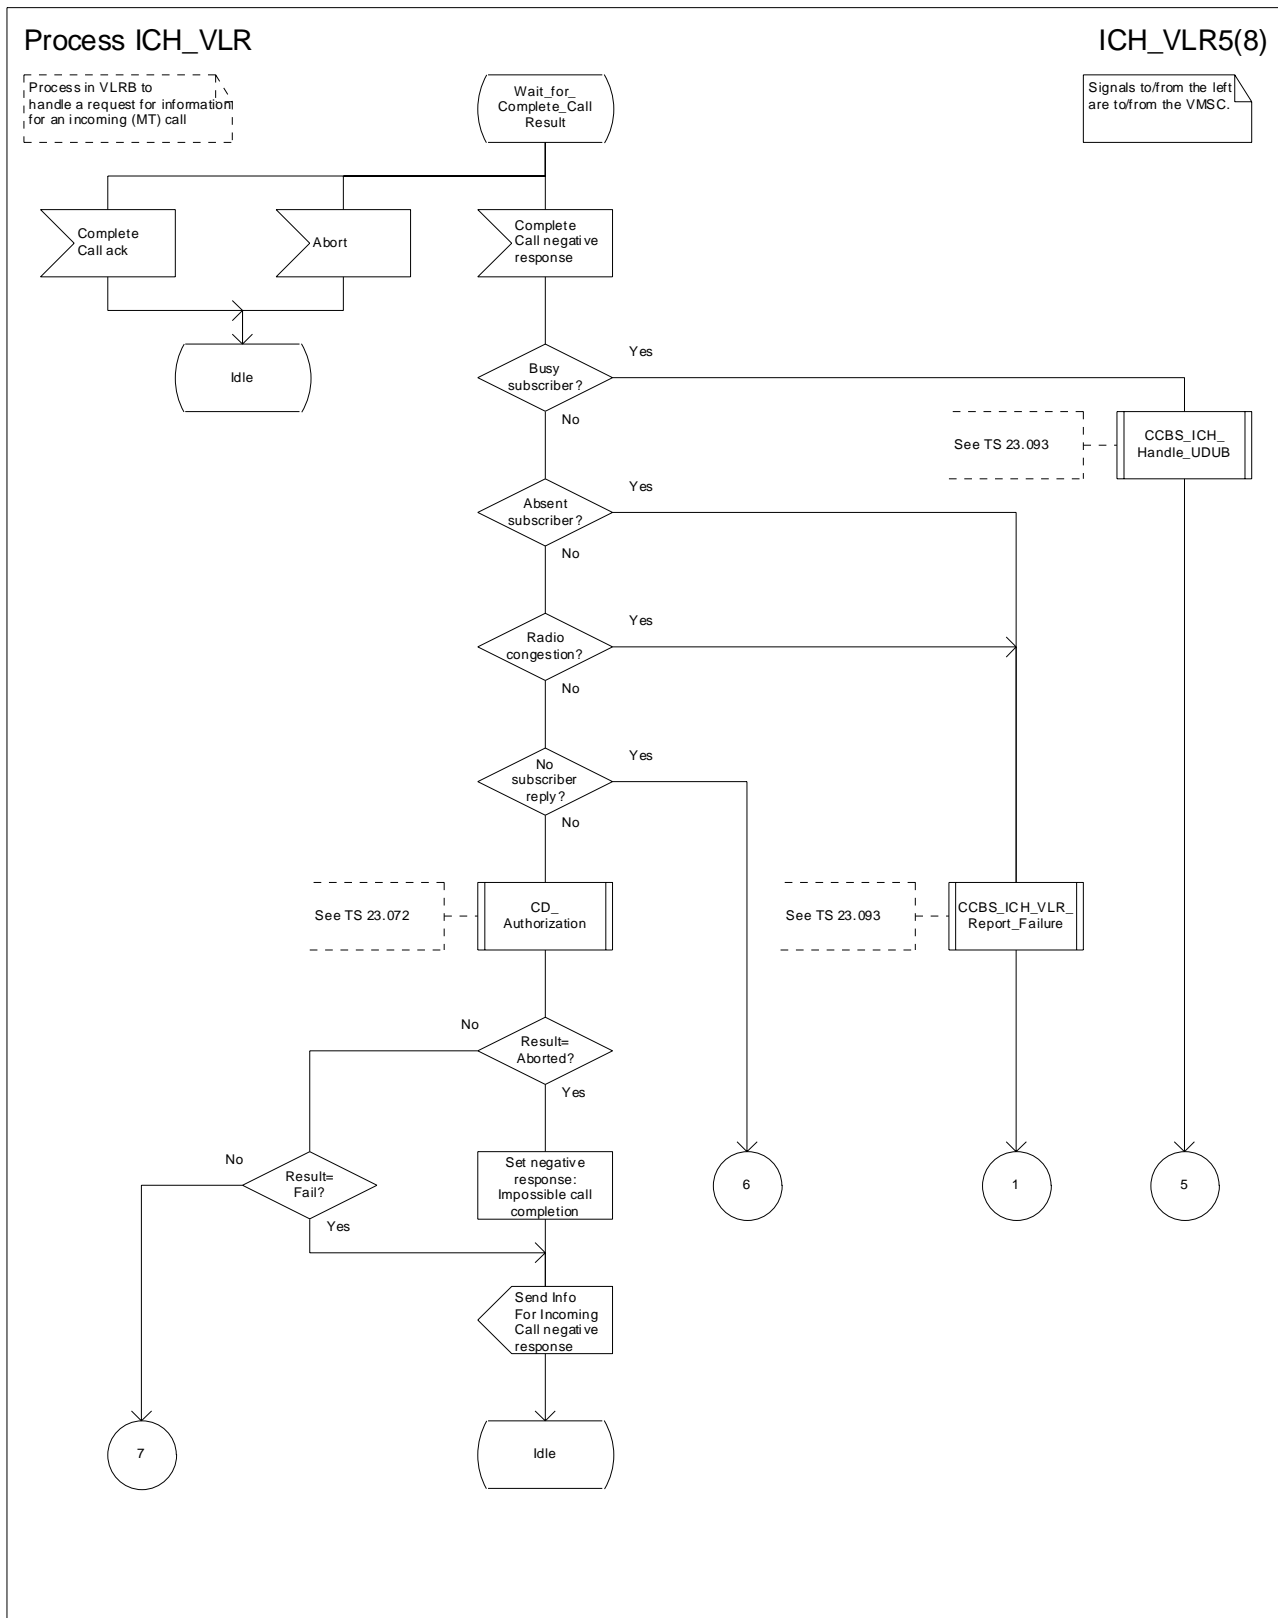 Process ICH_VLR
ICH_VLR5(8)
Process in VLRB to
handle a request for information
for an incoming (MT) call
Wait_for_
Complete_Call
Result
Signals to/from the left
are to/from the VMSC.
Complete
Call ack
Abort
Complete
Call negative
response
Idle
Busy
subscriber?
Yes
No
See TS 23.093
CCBS_ICH_
Handle_UDUB
Absent
subscriber?
Yes
No
Radio
congestion?
Yes
No
No
subscriber
reply?
Yes
No
See TS 23.072
CD_
Authorization
See TS 23.093
CCBS_ICH_VLR_
Report_Failure
No
Result=
Aborted?
Yes
No
Result=
Fail?
Yes
Set negative
response:
Impossible call
completion
6
1
5
Send Info
For Incoming
Call negative
response
7
Idle